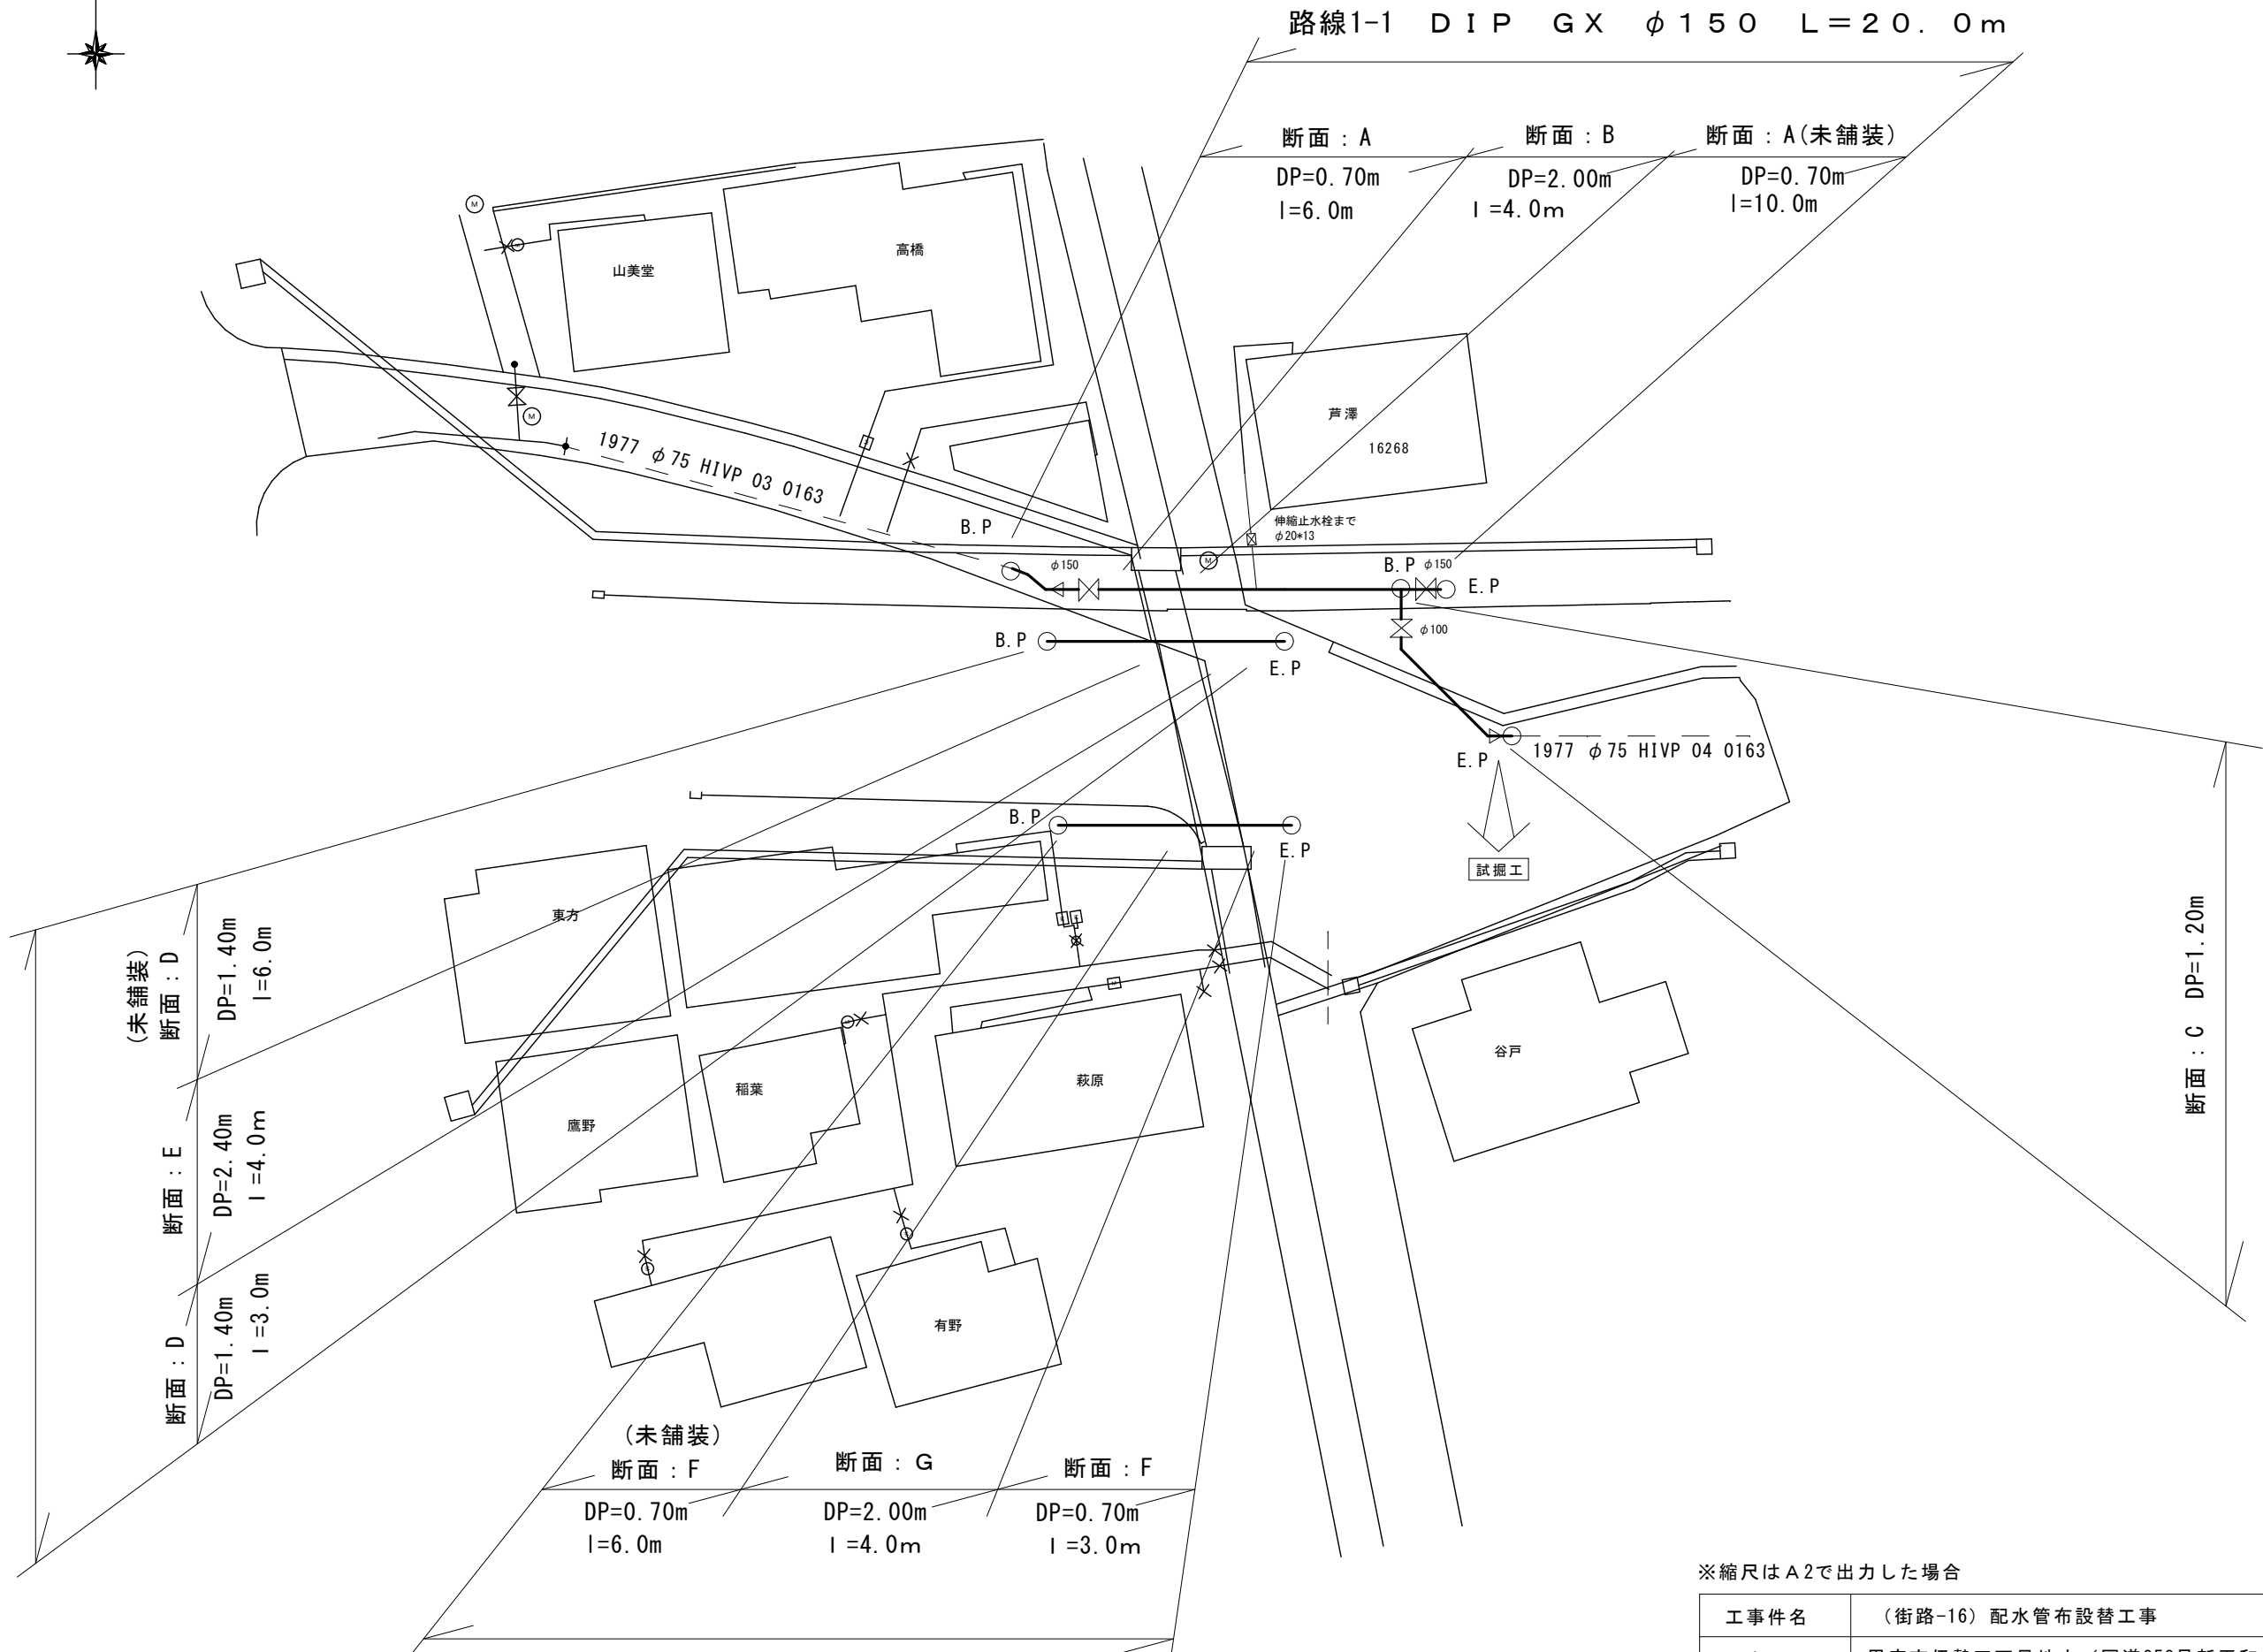 路線1-1 ＤＩＰ ＧＸ φ１５０ Ｌ＝２０．０ｍ
断面：A
断面：B
断面：A(未舗装)
DP=0.70m
l=6.0m
DP=2.00m
l=4.0m
DP=0.70m
l=10.0m
山美堂
高橋
芦澤
16268
1977 φ75 HIVP 03 0163
伸縮止水栓まで
φ20*13
B.P
φ150
B.P
φ150
E.P
φ100
B.P
E.P
1977 φ75 HIVP 04 0163
E.P
試掘工
B.P
E.P
東方
鷹野
稲葉
萩原
谷戸
有野
(未舗装)
断面：D
DP=1.40m
l=6.0m
断面：E
DP=2.40m
l=4.0m
断面：D
DP=1.40m
l=3.0m
断面：C DP=1.20m
(未舗装)
断面：F
断面：G
断面：F
DP=0.70m
l=6.0m
DP=2.00m
l=4.0m
DP=0.70m
l=3.0m
※縮尺はA2で出力した場合
工事件名
（街路-16）配水管布設替工事